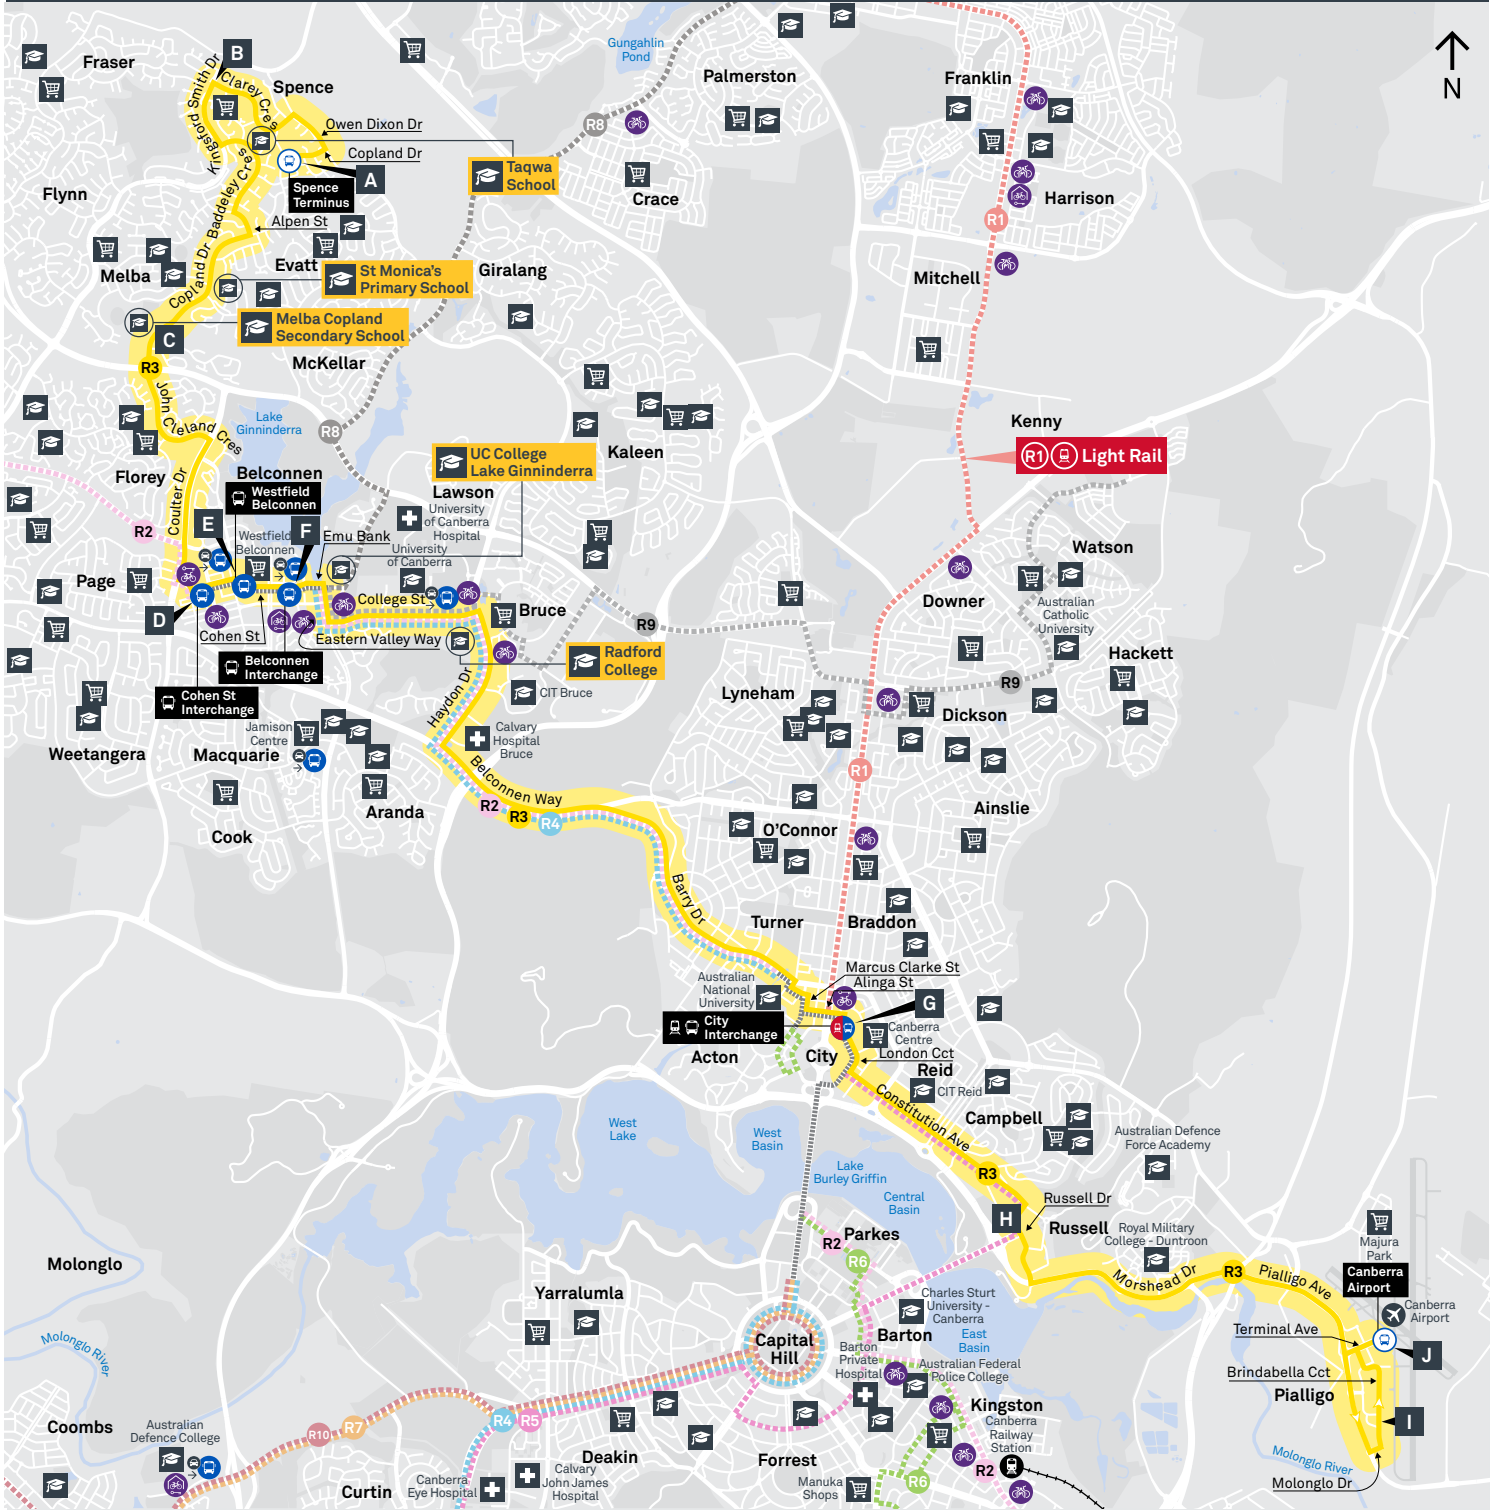 Fraser
B
Spence
Kingsford Smith Dr
Clarey Cres
Owen Dixon Dr
Copland Dr
A
Spence
Terminus
Baddeley Cres
Alpen St
Flynn
Melba
Evatt
Copland Dr
Taqwa
School
St Monica's
Primary School
Melba Copland
Secondary School
C
R3
McKellar
Giralang
Gungahlin
Pond
Palmerston
R8
Crace
Franklin
Harrison
R1
Mitchell
N
Kenny
R1
Light Rail
John Cleland Cres
Lake
Ginninderra
R8
Kaleen
UC College
Lake Ginninderra
Florey
Belconnen
Westfield
Belconnen
Lawson
University
of Canberra
Hospital
Coulter Dr
R2
E
F
Westfield
Belconnen
Emu Bank
University
of Canberra
Page
D
College St
Bruce
Cohen St
Eastern Valley Way
Belconnen
Interchange
Cohen St
Interchange
Radford
College
R9
Haydon Dr
CIT Bruce
Calvary
Hospital
Bruce
Jamison
Centre
Weetangera
Macquarie
Aranda
Cook
Belconnen Way
R2
R3
R4
Watson
Downer
Australian
Catholic
University
Hackett
R9
Lyneham
Dickson
R1
Ainslie
O'Connor
Barry Dr
Turner
Braddon
Marcus Clarke St
Alinga St
Australian
National
University
G
City
Interchange
Canberra
Centre
Acton
City
London Cct
Reid
CIT Reid
Constitution Ave
Campbell
Australian Defence
Force Academy
West
Lake
West
Basin
Lake
Burley Griffin
Central
Basin
R3
Russell Dr
H
Russell
Royal Military
College - Duntroon
Morshead Dr
R3
Pialligo Ave
Majura
Park
Canberra
Airport
Canberra
Airport
Terminal Ave
J
Brindabella Cct
Pialligo
I
Molonglo River
Molonglo Dr
Parkes
R2
R6
Molonglo
Yarralumla
Charles Sturt
University -
Canberra
Barton
East
Basin
Capital
Hill
Barton
Private
Hospital
Australian Federal
Police College
Molonglo River
Kingston
Canberra
Railway
Station
Coombs
Australian
Defence College
R10
R7
R4
R5
Deakin
Forrest
R2
R6
Manuka
Shops
Curtin
Canberra
Eye Hospital
Calvary
John James
Hospital